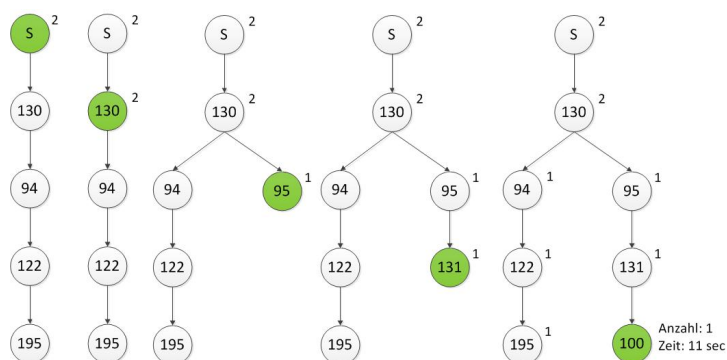 S 2 S 2 S 2 S 2 S 2
130 130 2 130 2 130 2 130 2
94 94 94 95 1 94 95 1 94 1 95 1
122 122 122 122 131 1 122 1 131 1
195 195 195 195 195 1 100
Anzahl: 1
Zeit: 11 sec